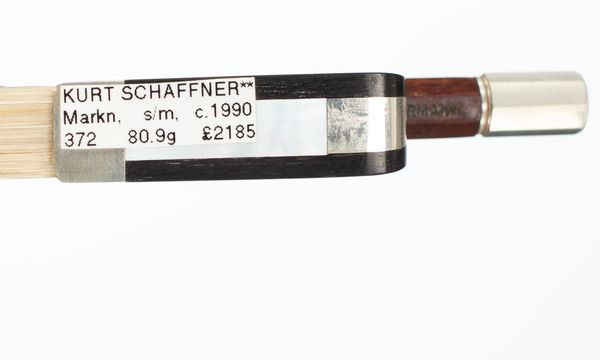 KURT SCHAFFNER**
Markn, s/m, c.1990
372 80.9g £2185